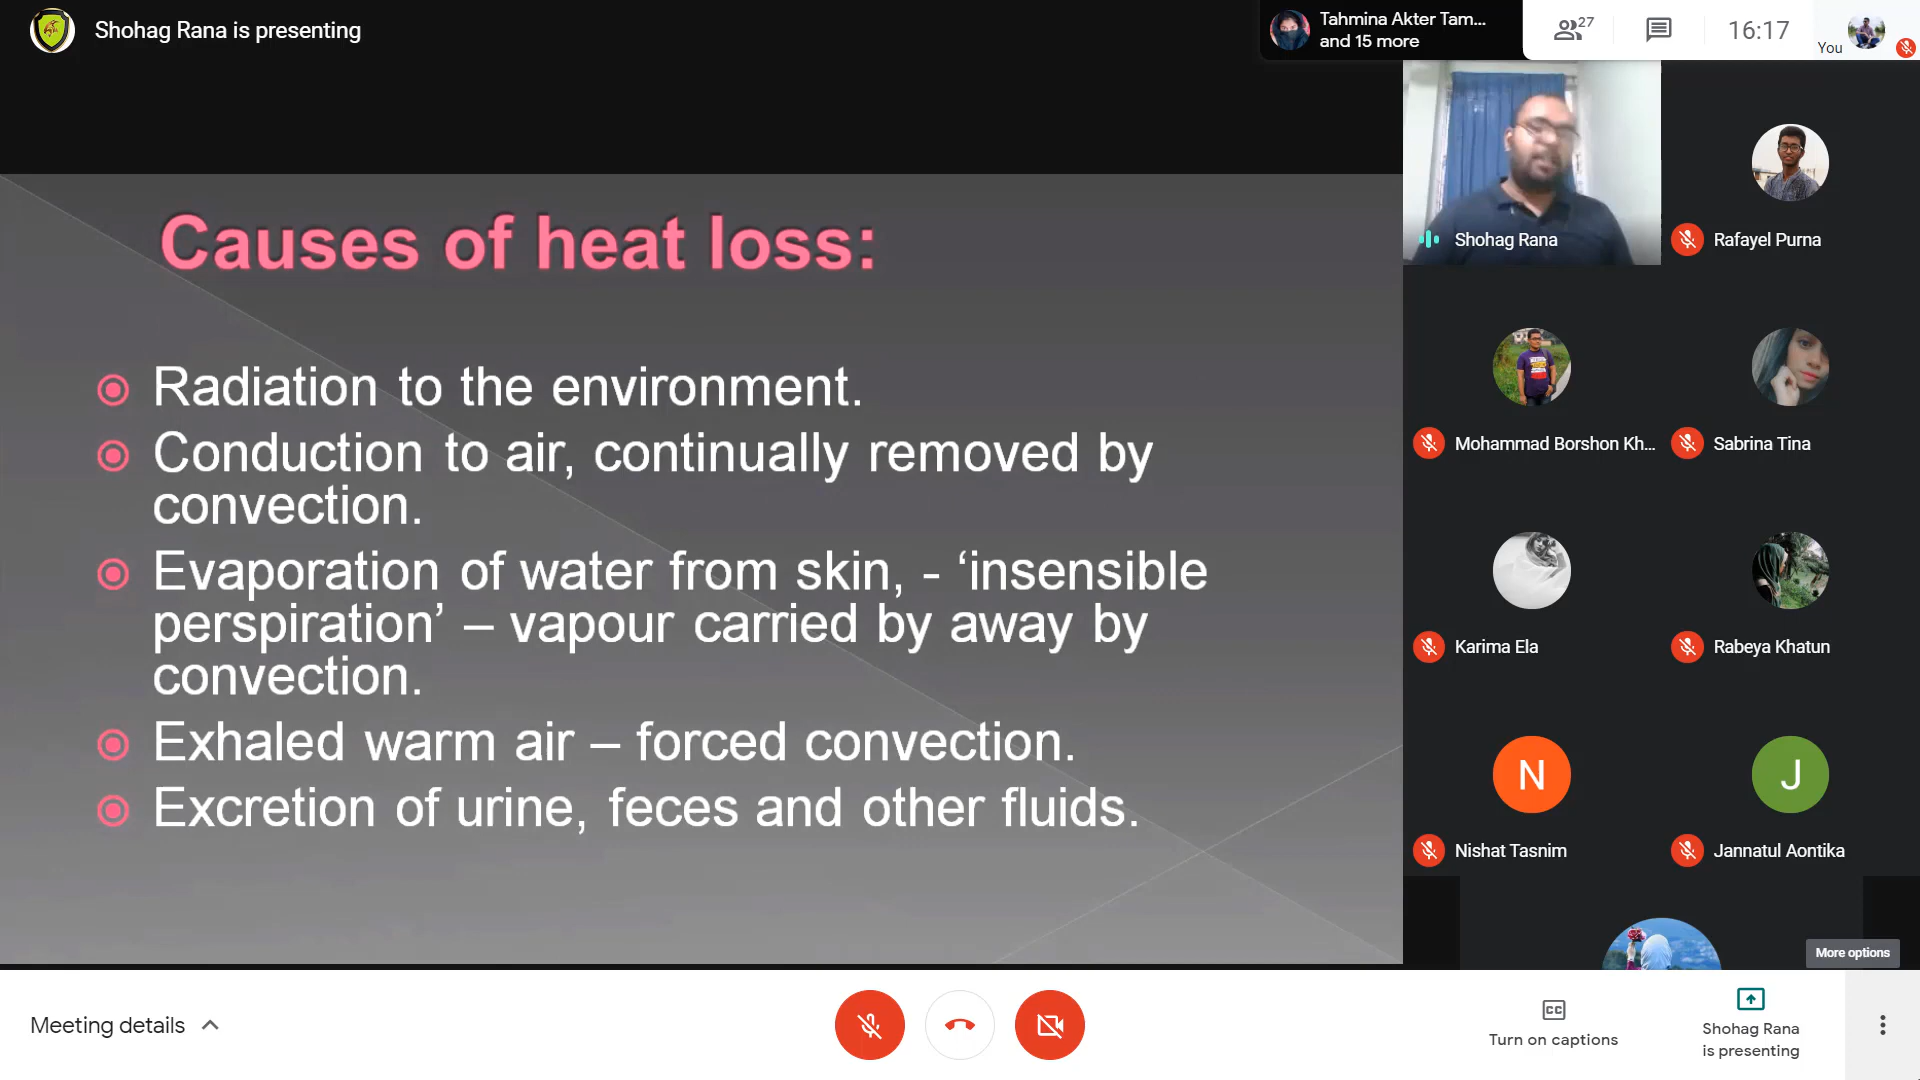 Shohag Rana is presenting
Tahmina Akter Tam...
and 15 more
27
16:17
You
Causes of heat loss:
Radiation to the environment.
Conduction to air, continually removed by
convection.
Evaporation of water from skin, - ‘insensible
perspiration’ – vapour carried by away by
convection.
Exhaled warm air – forced convection.
Excretion of urine, feces and other fluids.
Shohag Rana
Rafayel Purna
Mohammad Borshon Kh...
Sabrina Tina
Karima Ela
Rabeya Khatun
N
J
Nishat Tasnim
Jannatul Aontika
More options
Meeting details
CC
Turn on captions
Shohag Rana
is presenting